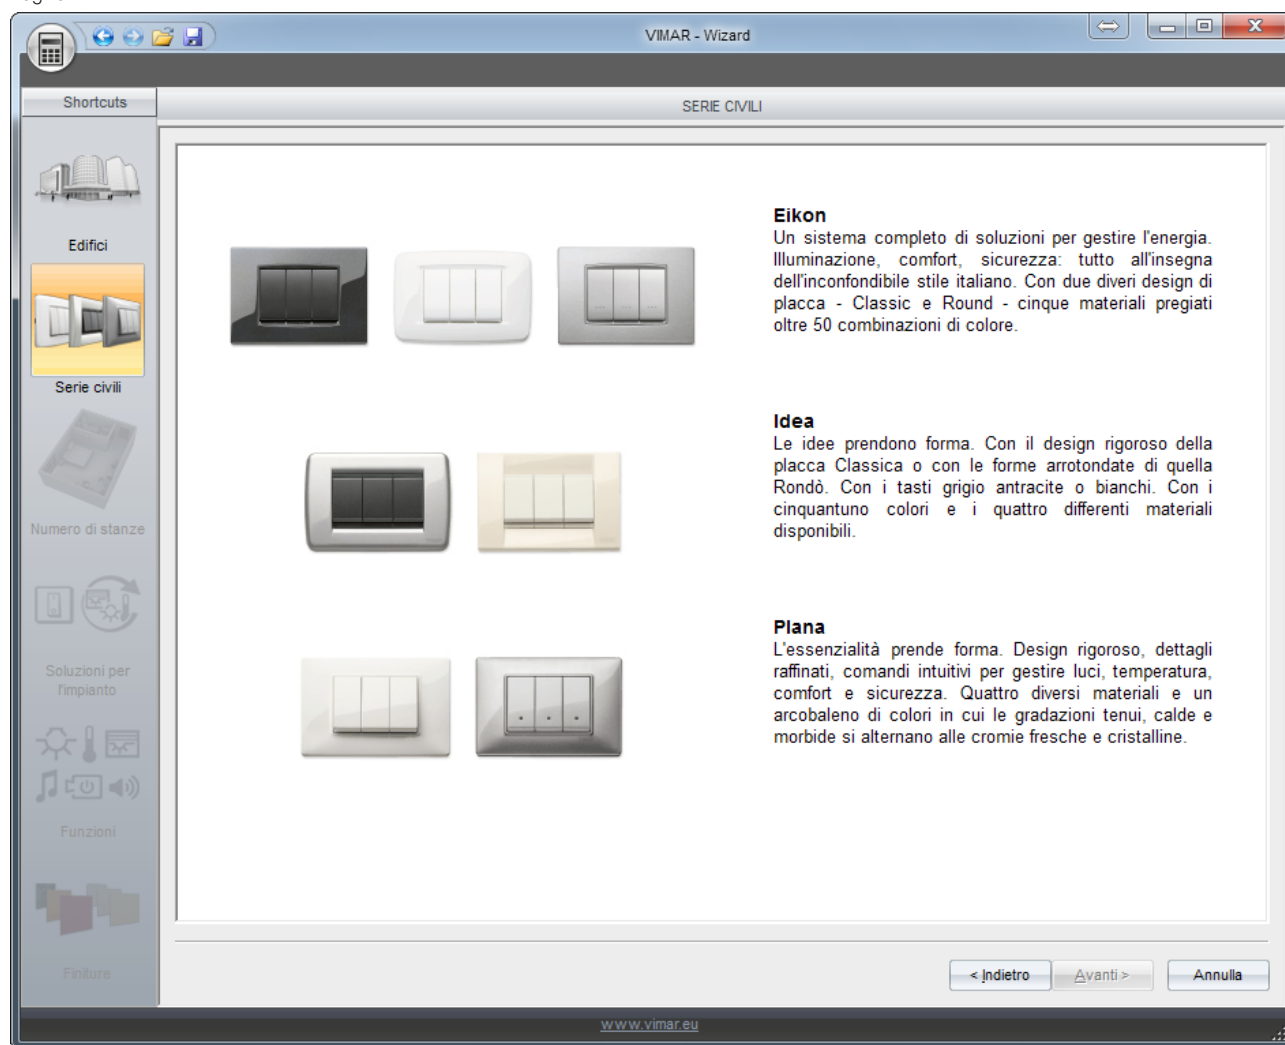 VIMAR - Wizard
Shortcuts
SERIE CIVILI
Edifici
Serie civili
Numero di stanze
Soluzioni per
l'impianto
Funzioni
Finiture
Eikon
Un sistema completo di soluzioni per gestire l'energia.
Illuminazione, comfort, sicurezza: tutto all'insegna
dell'inconfondibile stile italiano. Con due diveri design di
placca - Classic e Round - cinque materiali pregiati
oltre 50 combinazioni di colore.
Idea
Le idee prendono forma. Con il design rigoroso della
placca Classica o con le forme arrotondate di quella
Rondò. Con i tasti grigio antracite o bianchi. Con i
cinquantuno colori e i quattro differenti materiali
disponibili.
Plana
L'essenzialità prende forma. Design rigoroso, dettagli
raffinati, comandi intuitivi per gestire luci, temperatura,
comfort e sicurezza. Quattro diversi materiali e un
arcobaleno di colori in cui le gradazioni tenui, calde e
morbide si alternano alle cromie fresche e cristalline.
< Indietro
Avanti >
Annulla
www.vimar.eu